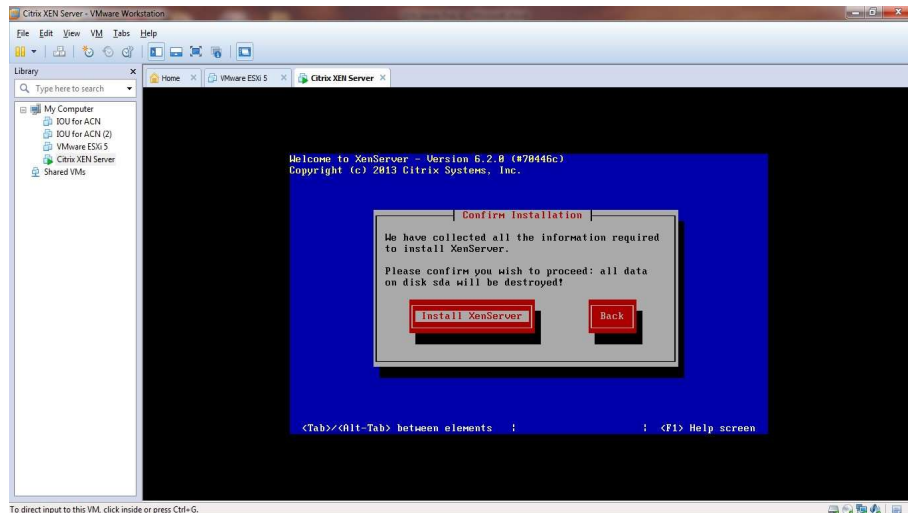 Citrix XEN Server - VMware Workstation
File Edit View VM Tabs Help
Library x
Type here to search
Home × VMware ESXi 5 × Citrix XEN Server ×
My Computer
IOU for ACN
IOU for ACN (2)
VMware ESXi 5
Citrix XEN Server
Shared VMs
Welcome to XenServer - Version 6.2.0 (#70446c)
Copyright (c) 2013 Citrix Systems, Inc.
Confirm Installation
We have collected all the information required
to install XenServer.
Please confirm you wish to proceed: all data
on disk sda will be destroyed!
Install XenServer Back
<Tab>/<Alt-Tab> between elements | | <F1> Help screen
To direct input to this VM, click inside or press Ctrl+G.